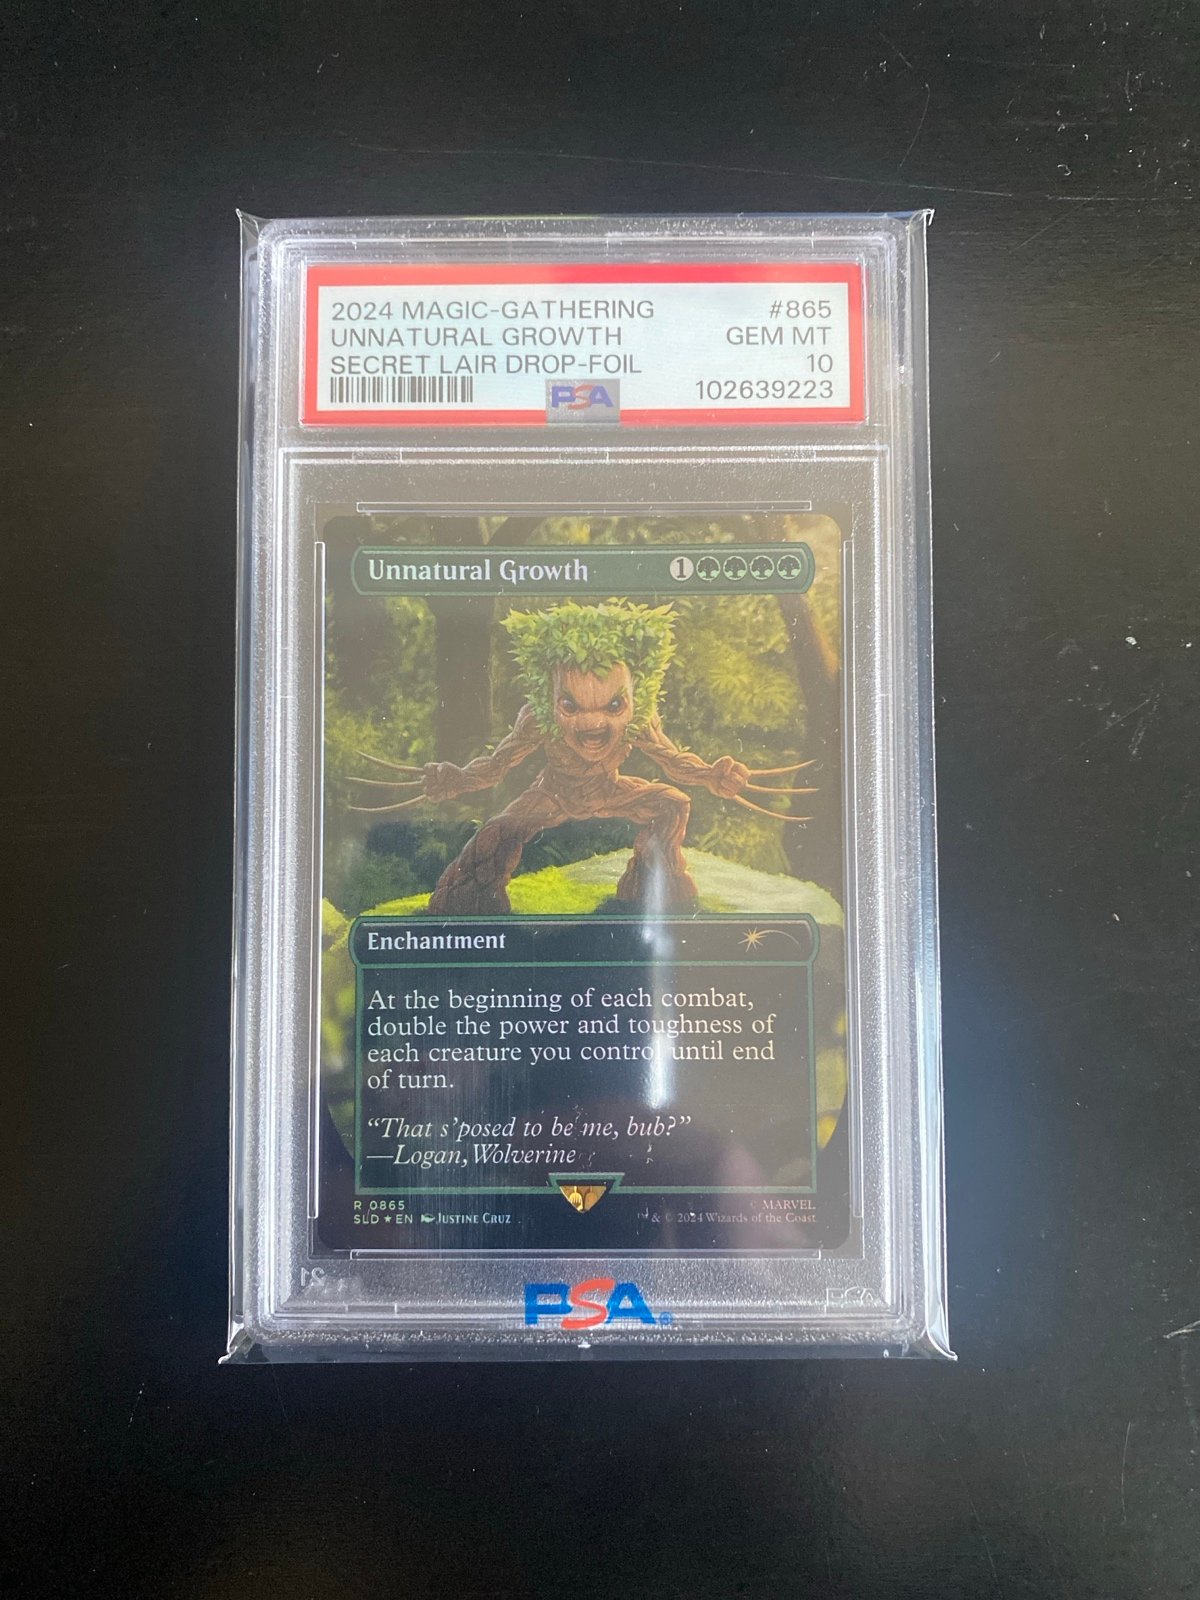 2024 MAGIC-GATHERING #865
UNNATURAL GROWTH GEM MT
SECRET LAIR DROP-FOIL 10
PSA 102639223
Unnatural Growth 1
Enchantment
At the beginning of each combat,
double the power and toughness of
each creature you control until end
of turn.
“That s’posed to be me, bub?”
—Logan, Wolverine
R 0865 © MARVEL
SLD ★ EN JUSTINE CRUZ ™ & © 2024 Wizards of the Coast
PSA®